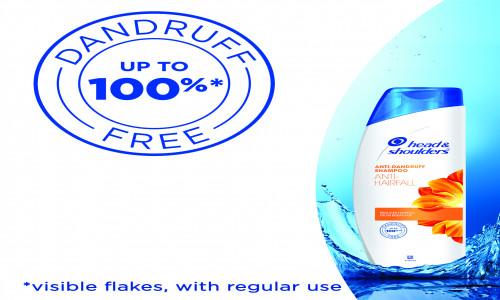 DANDRUFF
UP TO
100%*
FREE
head &
shoulders
ANTI-DANDRUFF
SHAMPOO
ANTI-
HAIRFALL
*visible flakes, with regular use